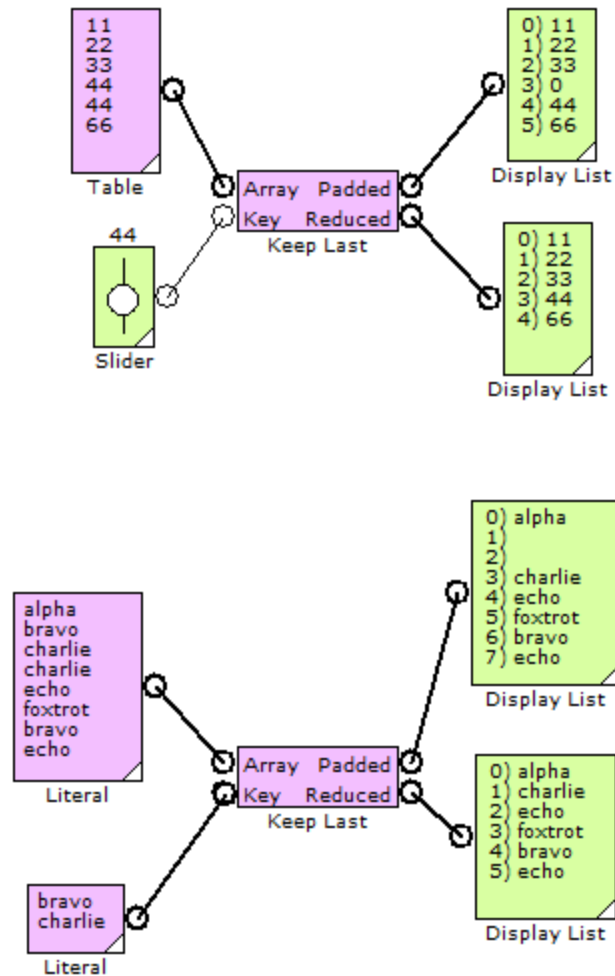 11
22
33
44
44
66
Table
0) 11
1) 22
2) 33
3) 0
4) 44
5) 66
Display List
Array Padded
Key Reduced
Keep Last
44
Slider
0) 11
1) 22
2) 33
3) 44
4) 66
Display List
0) alpha
1)
2)
3) charlie
4) echo
5) foxtrot
6) bravo
7) echo
Display List
alpha
bravo
charlie
charlie
echo
foxtrot
bravo
echo
Literal
Array Padded
Key Reduced
Keep Last
0) alpha
1) charlie
2) echo
3) foxtrot
4) bravo
5) echo
Display List
bravo
charlie
Literal